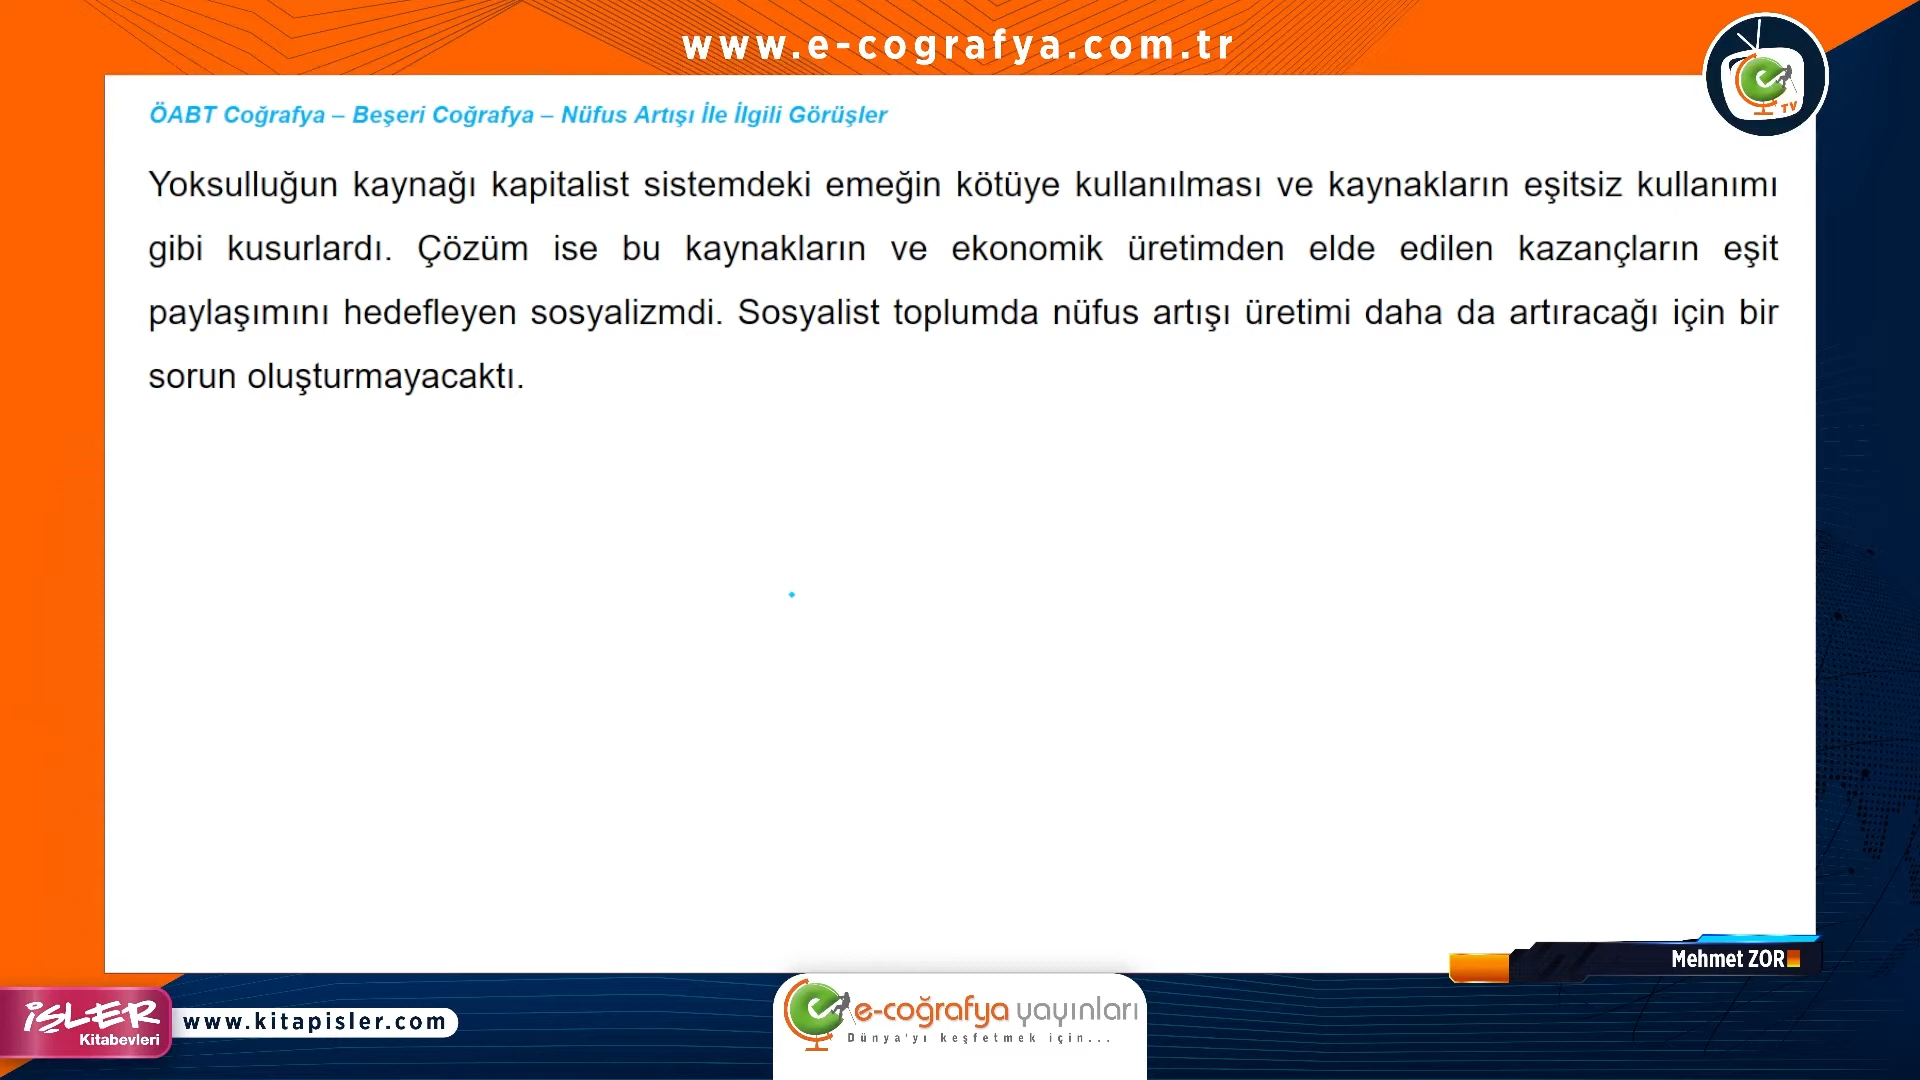 www.e-cografya.com.tr
TV
ÖABT Coğrafya – Beşeri Coğrafya – Nüfus Artışı İle İlgili Görüşler
Yoksulluğun kaynağı kapitalist sistemdeki emeğin kötüye kullanılması ve kaynakların eşitsiz kullanımı
gibi kusurlardı. Çözüm ise bu kaynakların ve ekonomik üretimden elde edilen kazançların eşit
paylaşımını hedefleyen sosyalizmdi. Sosyalist toplumda nüfus artışı üretimi daha da artıracağı için bir
sorun oluşturmayacaktı.
Mehmet ZOR
işLER
Kitabevleri
www.kitapisler.com
e-coğrafya yayınları
Dünya'yı keşfetmek için...